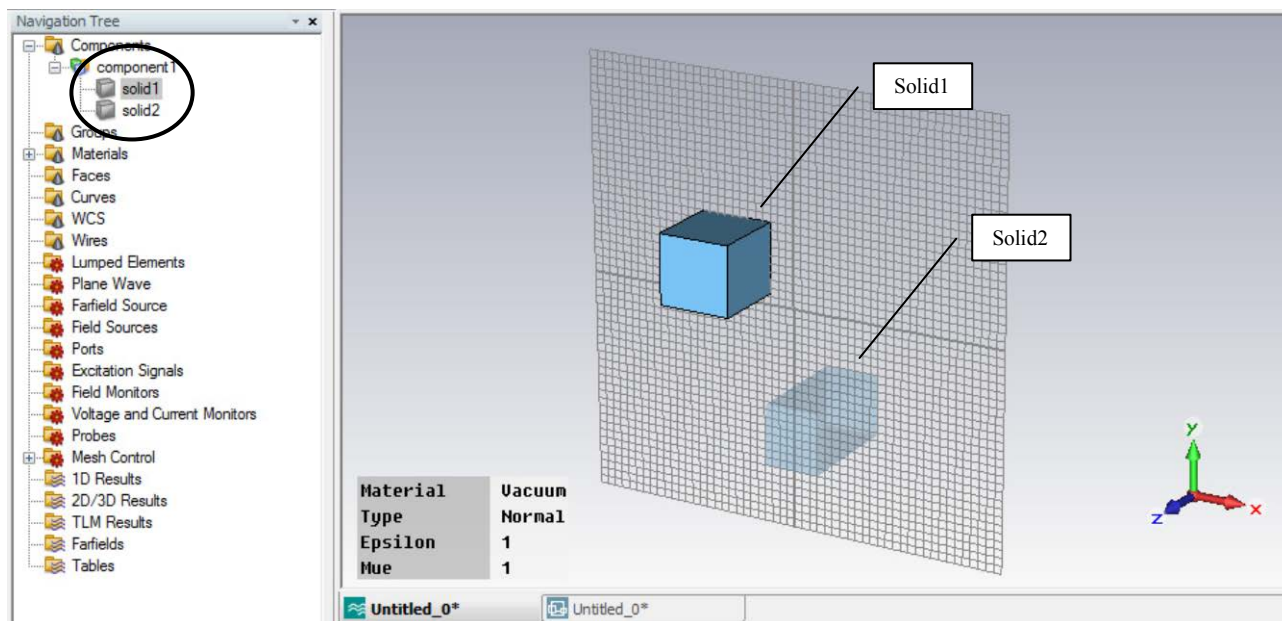 Navigation Tree
Components
component1
solid1
solid2
Groups
Materials
Faces
Curves
WCS
Wires
Lumped Elements
Plane Wave
Farfield Source
Field Sources
Ports
Excitation Signals
Field Monitors
Voltage and Current Monitors
Probes
Mesh Control
1D Results
2D/3D Results
TLM Results
Farfields
Tables
Solid1
Solid2
Material Vacuum
Type Normal
Epsilon 1
Mue 1
y
z
x
Untitled_0*
Untitled_0*